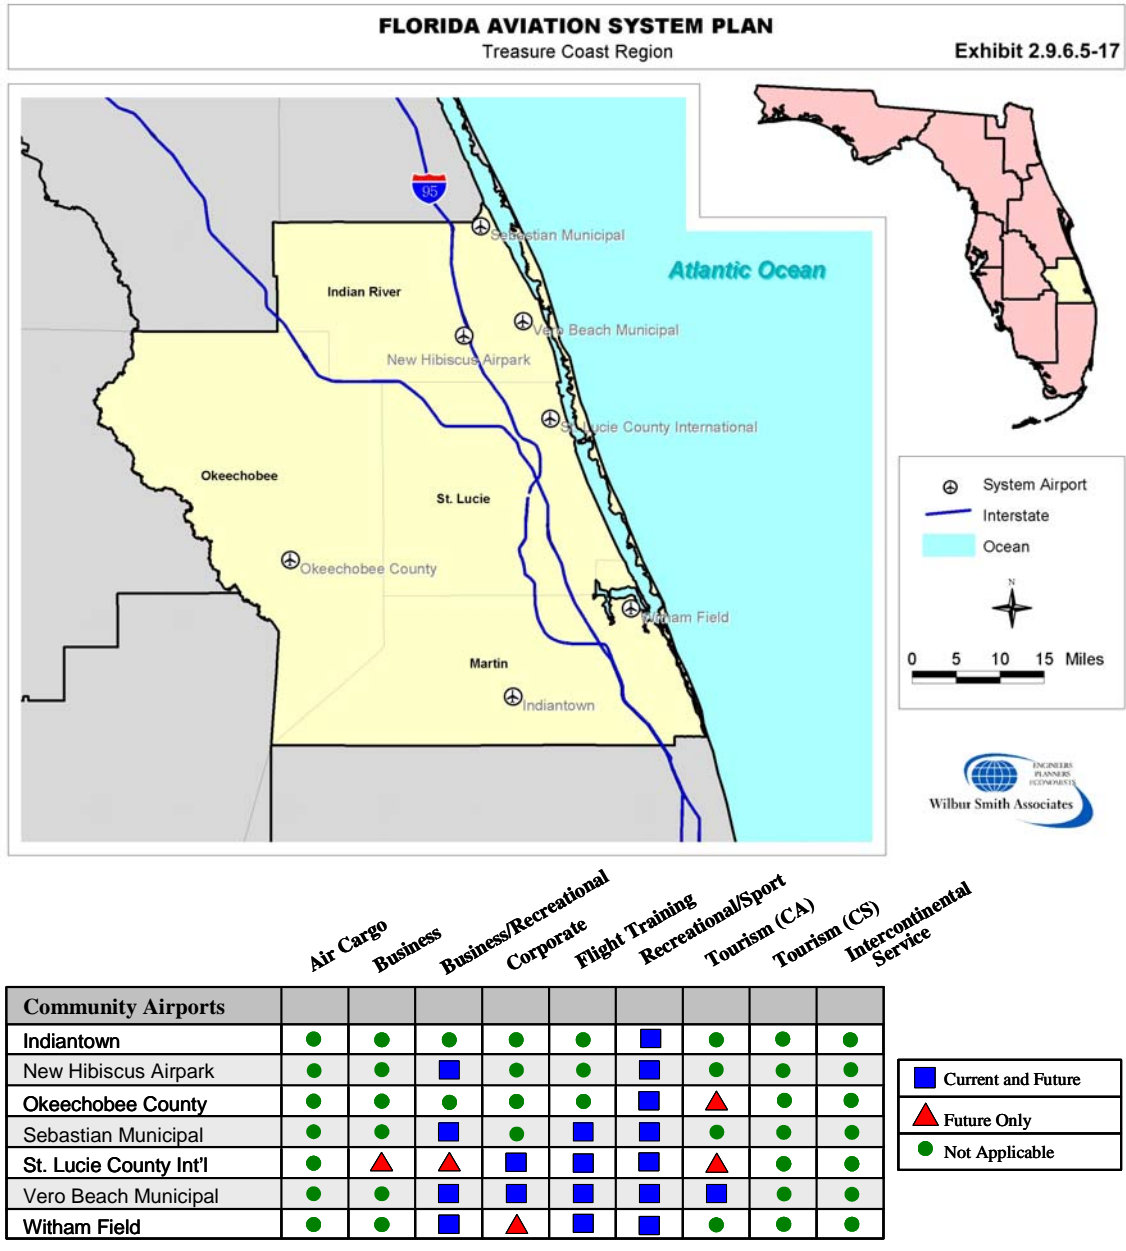 FLORIDA AVIATION SYSTEM PLAN
Treasure Coast Region
Exhibit 2.9.6.5-17
95
Sebastian Municipal
Atlantic Ocean
Indian River
Vero Beach Municipal
New Hibiscus Airpark
St. Lucie County International
Okeechobee
St. Lucie
Okeechobee County
Witham Field
Martin
Indiantown
System Airport
Interstate
Ocean
N
0 5 10 15 Miles
ENGINEERS
PLANNERS
ECONOMISTS
Wilbur Smith Associates
Air Cargo
Business
Business/Recreational
Corporate
Flight Training
Recreational/Sport
Tourism (CA)
Tourism (CS)
Intercontinental
Service
Community Airports
Indiantown
New Hibiscus Airpark
Okeechobee County
Sebastian Municipal
St. Lucie County Int'l
Vero Beach Municipal
Witham Field
Current and Future
Future Only
Not Applicable